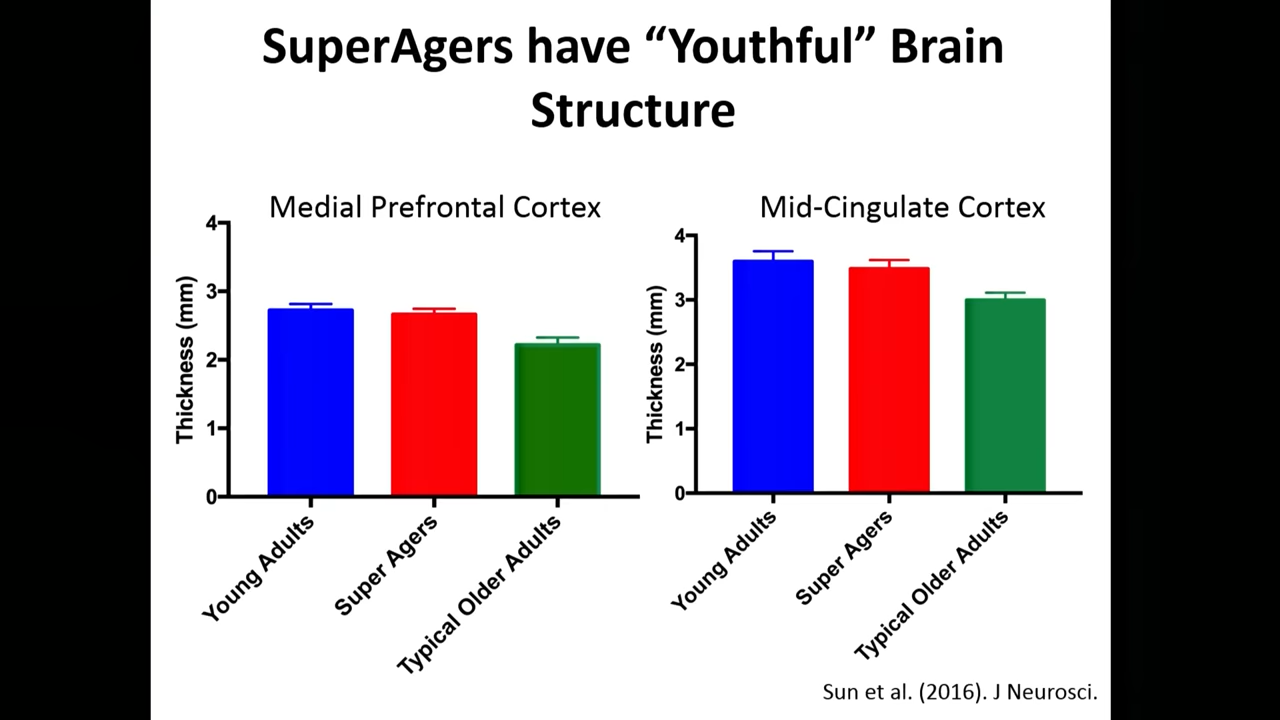 SuperAgers have “Youthful” Brain
Structure
Medial Prefrontal Cortex
4
3
2
1
0
Thickness (mm)
Young Adults
Super Agers
Typical Older Adults
Mid-Cingulate Cortex
4
3
2
1
0
Thickness (mm)
Young Adults
Super Agers
Typical Older Adults
Sun et al. (2016). J Neurosci.